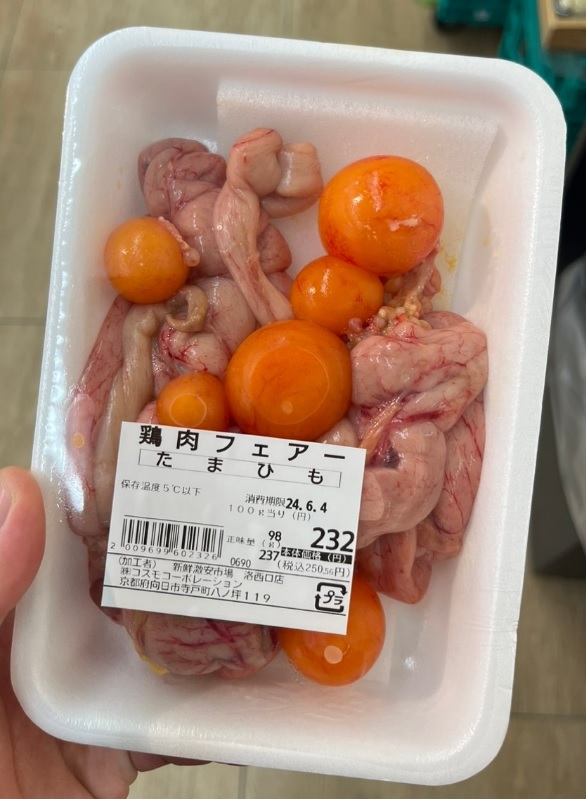 鶏肉フェアー
たまひも
保存温度5℃以下
消費期限24.6.4
100g当り(円)
98
正味量(g) 237
232
本体価格(円)
(税込250.56円)
2009699602326
0690
(加工者) 新鮮激安市場 洛西口店
㈱コスモコーポレーション
京都府向日市寺戸町八ノ坪119
プラ